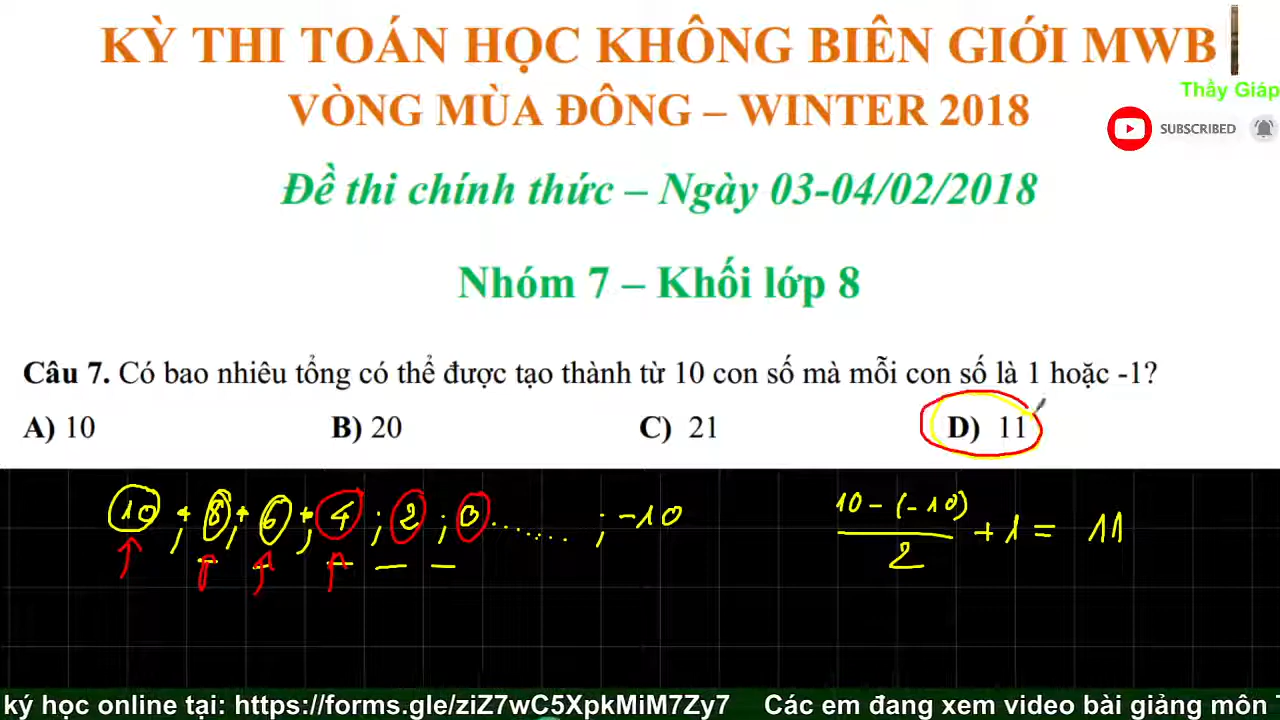 KỲ THI TOÁN HỌC KHÔNG BIÊN GIỚI MWB
Thầy Giáp
VÒNG MÙA ĐÔNG – WINTER 2018
SUBSCRIBED
Đề thi chính thức – Ngày 03-04/02/2018
Nhóm 7 – Khối lớp 8
Câu 7. Có bao nhiêu tổng có thể được tạo thành từ 10 con số mà mỗi con số là 1 hoặc -1?
A) 10 B) 20 C) 21 D) 11
10 ; + 8 ; + 6 ; + 4 ; 2 ; 0 ....... ; -10
10 - (-10) / 2 + 1 = 11
ký học online tại: https://forms.gle/ziZ7wC5XpkMiM7Zy7 Các em đang xem video bài giảng môn